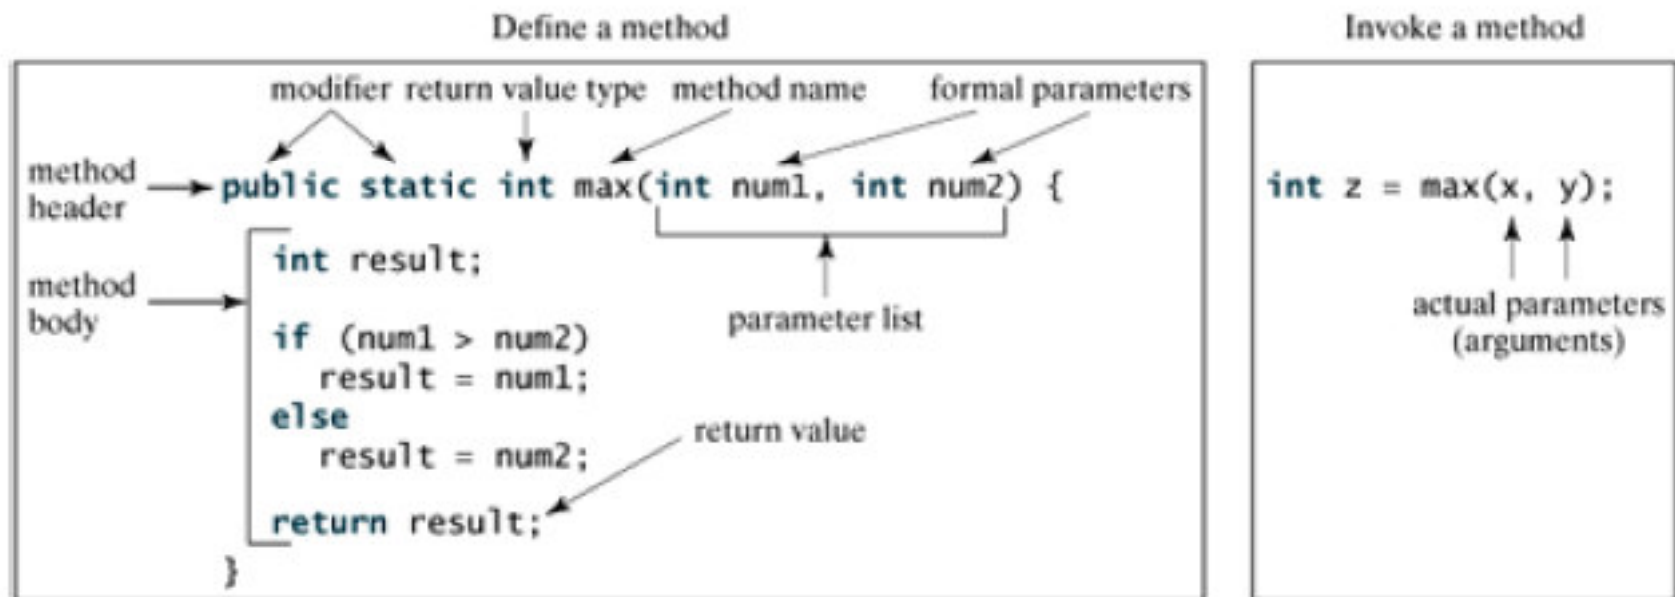 Define a method
modifier return value type method name formal parameters
method header
public static int max(int num1, int num2) {
method body
int result;
parameter list
if (num1 > num2)
result = num1;
else
result = num2;
return value
return result;
}
Invoke a method
int z = max(x, y);
actual parameters
(arguments)